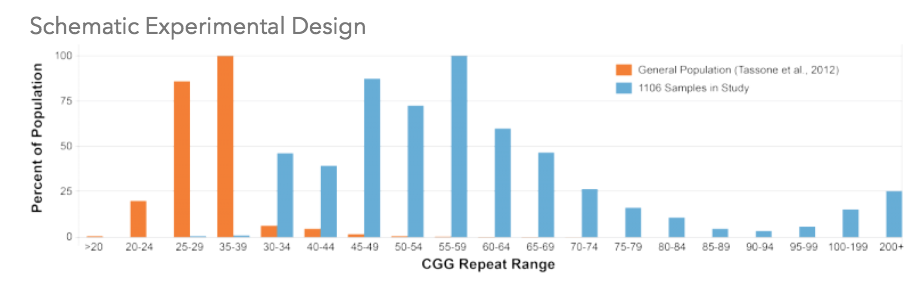 Schematic Experimental Design
Percent of Population
100
75
50
25
0
General Population (Tassone et al., 2012)
1106 Samples in Study
>20 20-24 25-29 35-39 30-34 40-44 45-49 50-54 55-59 60-64 65-69 70-74 75-79 80-84 85-89 90-94 95-99 100-199 200+
CGG Repeat Range